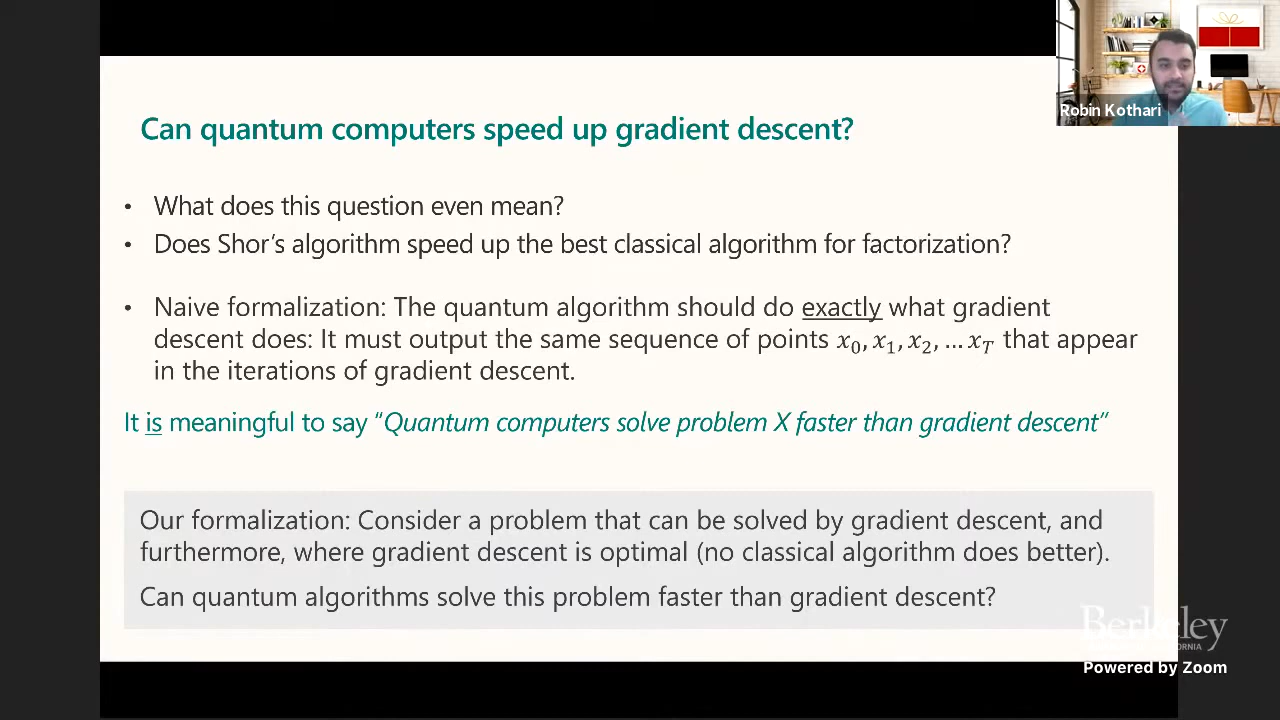 Robin Kothari
Can quantum computers speed up gradient descent?
• What does this question even mean?
• Does Shor's algorithm speed up the best classical algorithm for factorization?
• Naive formalization: The quantum algorithm should do exactly what gradient
descent does: It must output the same sequence of points x₀, x₁, x₂, … x_T that appear
in the iterations of gradient descent.
It is meaningful to say “Quantum computers solve problem X faster than gradient descent”
Our formalization: Consider a problem that can be solved by gradient descent, and
furthermore, where gradient descent is optimal (no classical algorithm does better).
Can quantum algorithms solve this problem faster than gradient descent?
Berkeley
Powered by Zoom